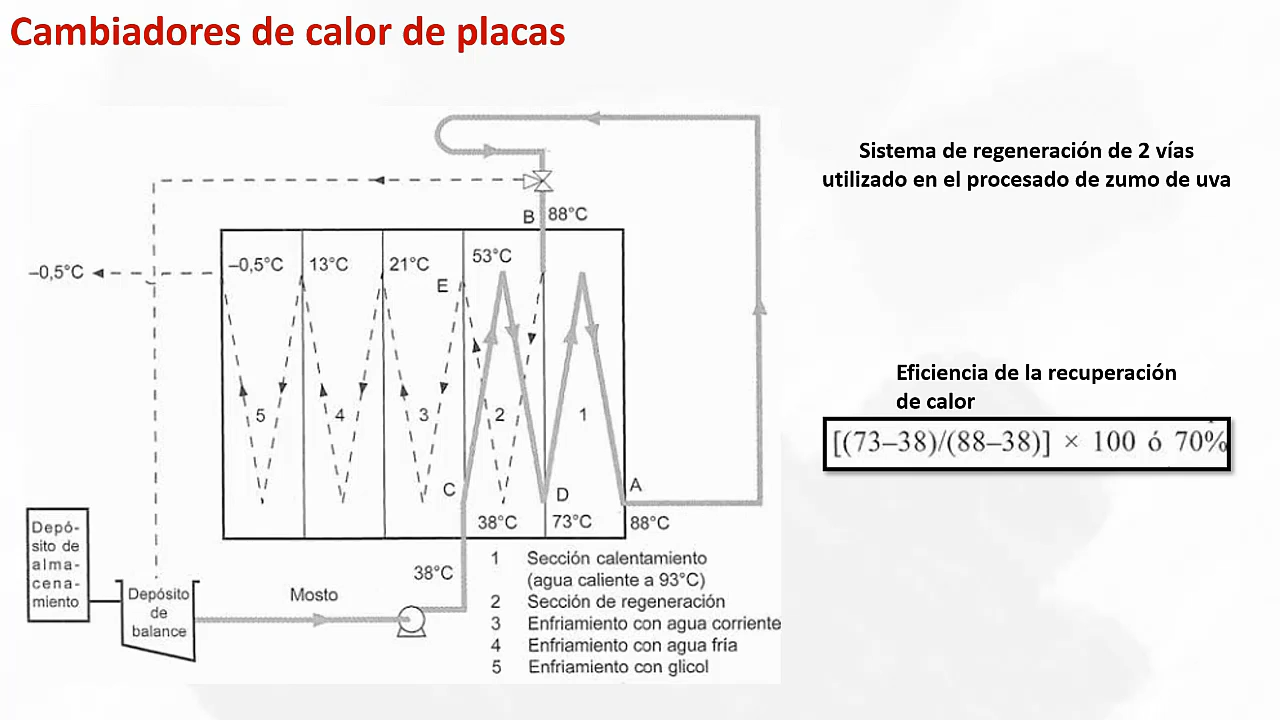 Cambiadores de calor de placas
Sistema de regeneración de 2 vías
utilizado en el procesado de zumo de uva
B
88°C
–0,5°C
–0,5°C
13°C
21°C
53°C
E
5
4
3
2
1
C
D
A
38°C
73°C
88°C
38°C
Eficiencia de la recuperación
de calor
[(73–38)/(88–38)] × 100 ó 70%
Depó-
sito de
alma-
cena-
miento
Depósito
de
balance
Mosto
1 Sección calentamiento
(agua caliente a 93°C)
2 Sección de regeneración
3 Enfriamiento con agua corriente
4 Enfriamiento con agua fría
5 Enfriamiento con glicol